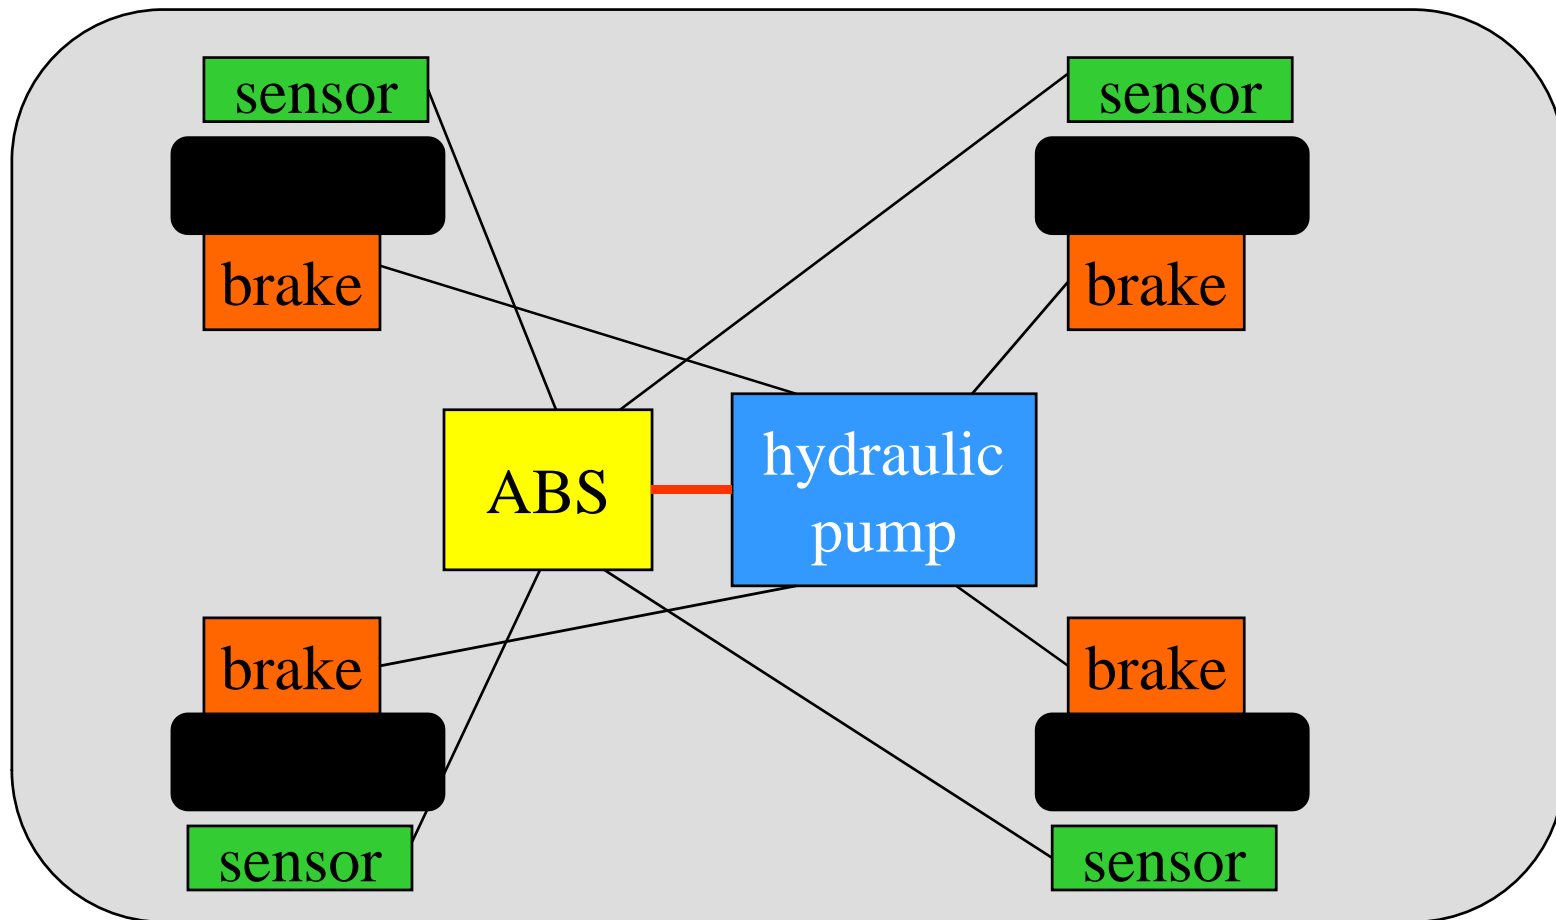 sensor
sensor
brake
brake
ABS
hydraulic
pump
brake
brake
sensor
sensor